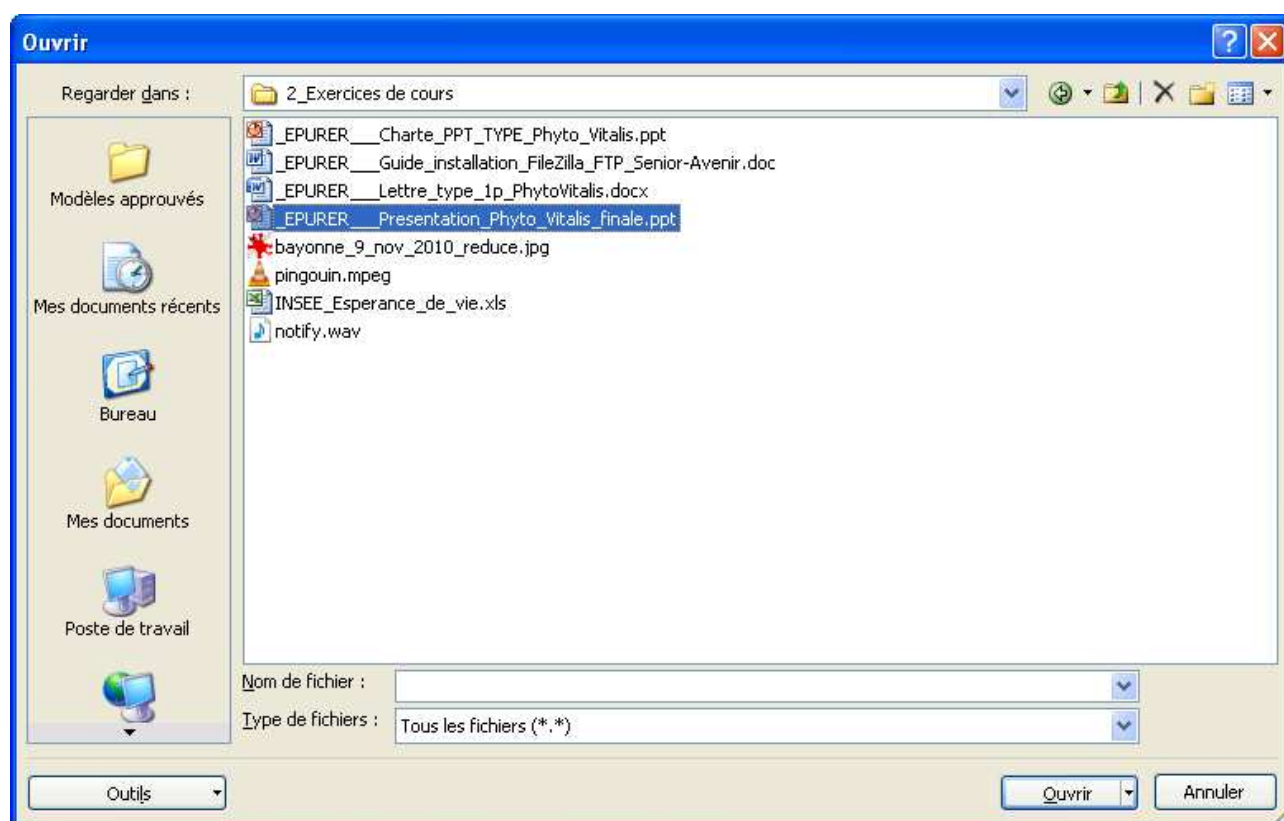 Ouvrir
Regarder dans :
2_Exercices de cours
Modèles approuvés
Mes documents récents
Bureau
Mes documents
Poste de travail
_EPURER___Charte_PPT_TYPE_Phyto_Vitalis.ppt
_EPURER___Guide_installation_FileZilla_FTP_Senior-Avenir.doc
_EPURER___Lettre_type_1p_PhytoVitalis.docx
_EPURER___Presentation_Phyto_Vitalis_finale.ppt
bayonne_9_nov_2010_reduce.jpg
pingouin.mpeg
INSEE_Esperance_de_vie.xls
notify.wav
Nom de fichier :
Type de fichiers :
Tous les fichiers (*.*)
Outils
Ouvrir
Annuler